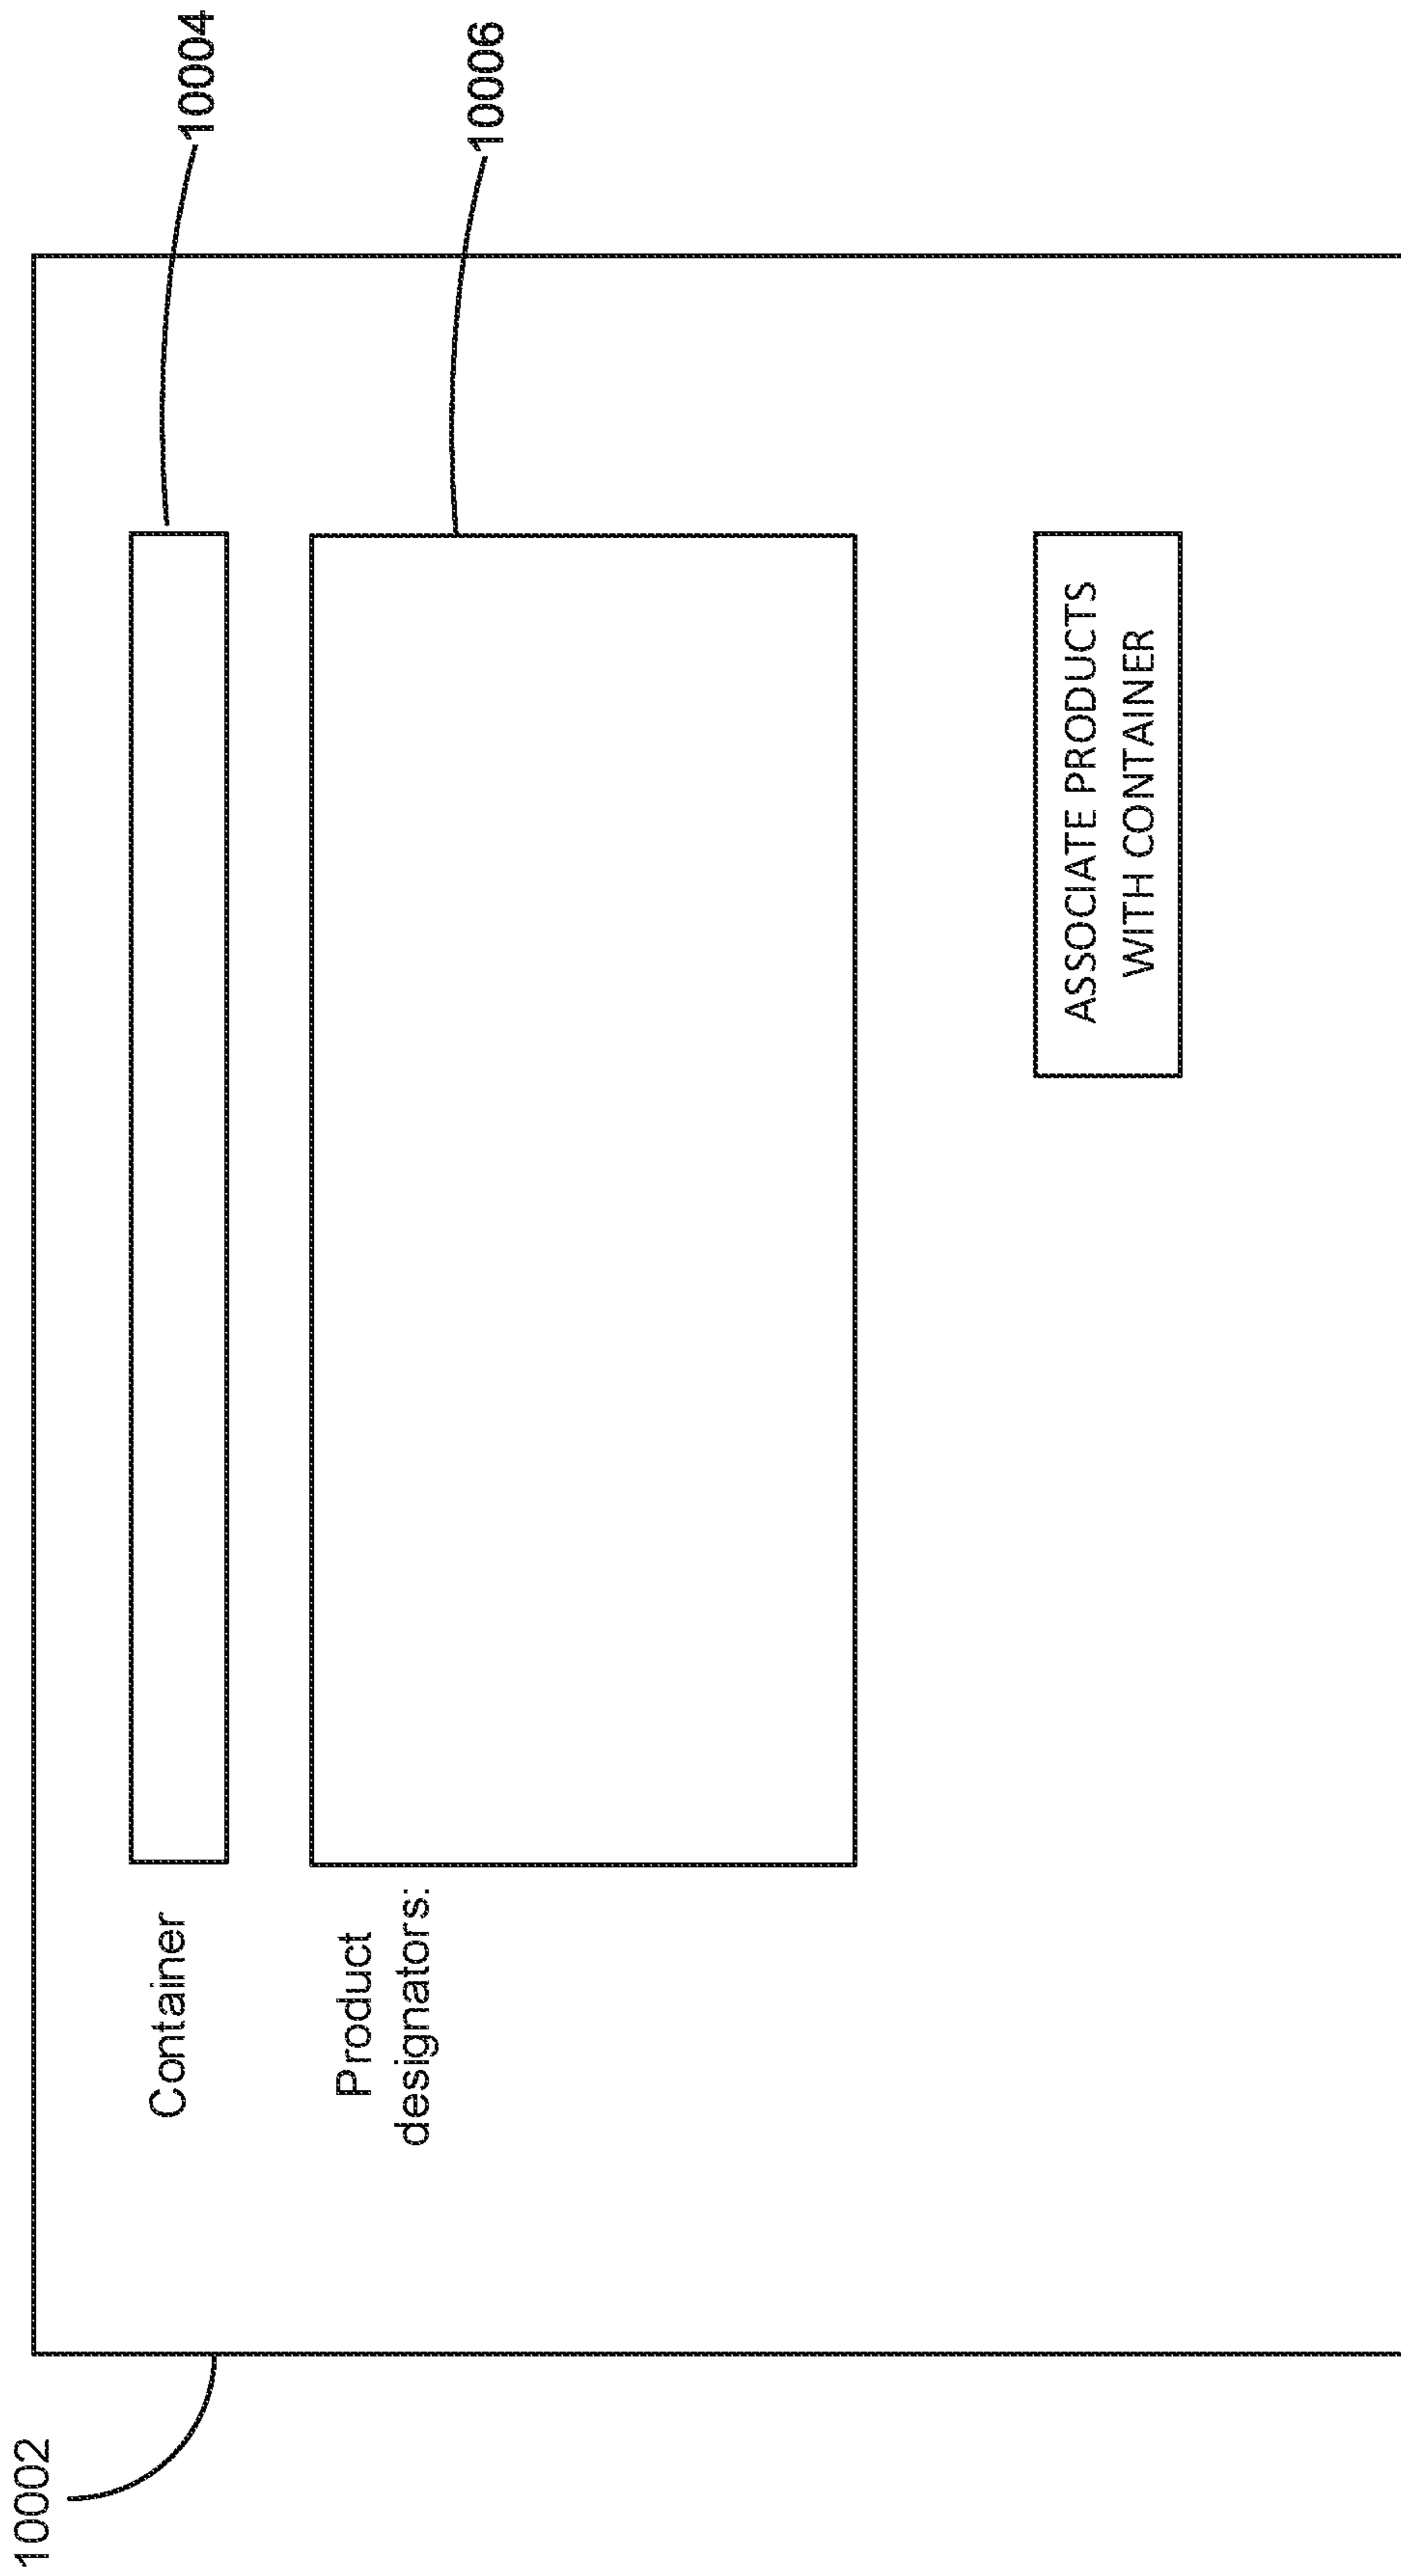 10002
Container
10004
Product
designators:
10006
ASSOCIATE PRODUCTS
WITH CONTAINER